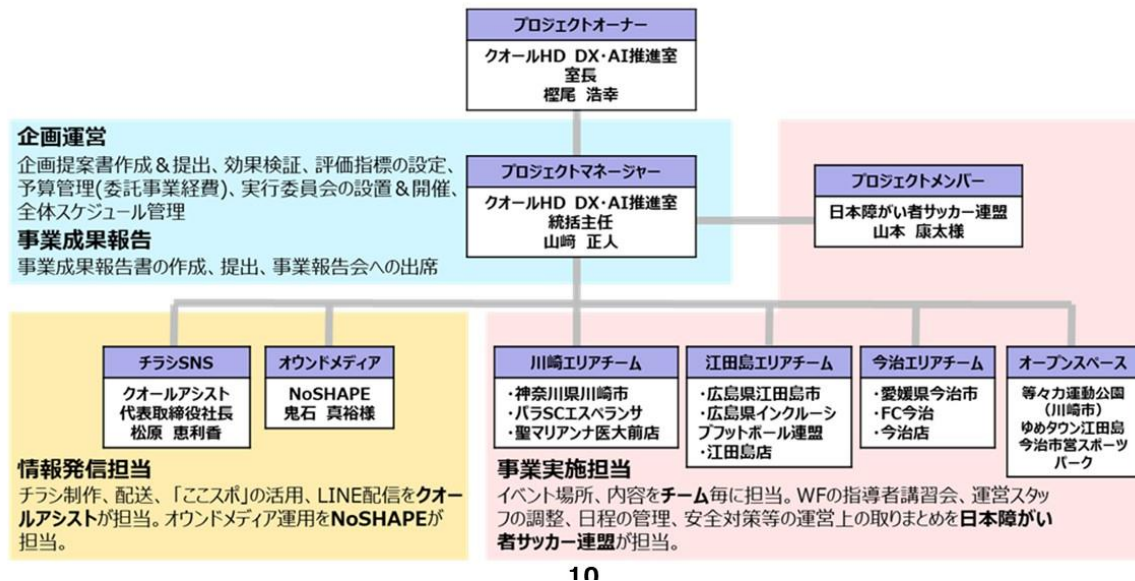 プロジェクトオーナー
クオールHD DX・AI推進室
室長
樫尾 浩幸
企画運営
企画提案書作成＆提出、効果検証、評価指標の設定、
予算管理(委託事業経費)、実行委員会の設置＆開催、
全体スケジュール管理
事業成果報告
事業成果報告書の作成、提出、事業報告会への出席
プロジェクトマネージャー
クオールHD DX・AI推進室
統括主任
山﨑 正人
プロジェクトメンバー
日本障がい者サッカー連盟
山本 康太様
チラシSNS
クオールアシスト
代表取締役社長
松原 恵利香
オウンドメディア
NoSHAPE
鬼石 真裕様
川崎エリアチーム
・神奈川県川崎市
・パラSCエスペランサ
・聖マリアンナ医大前店
江田島エリアチーム
・広島県江田島市
・広島県インクルーシ
ブフットボール連盟
・江田島店
今治エリアチーム
・愛媛県今治市
・FC今治
・今治店
オープンスペース
等々力運動公園
（川崎市）
ゆめタウン江田島
今治市営スポーツ
パーク
情報発信担当
チラシ制作、配送、「ここスポ」の活用、LINE配信をクオー
ルアシストが担当。オウンドメディア運用をNoSHAPEが
担当。
事業実施担当
イベント場所、内容をチーム毎に担当。WFの指導者講習会、運営スタッ
フの調整、日程の管理、安全対策等の運営上の取りまとめを日本障がい
者サッカー連盟が担当。
10